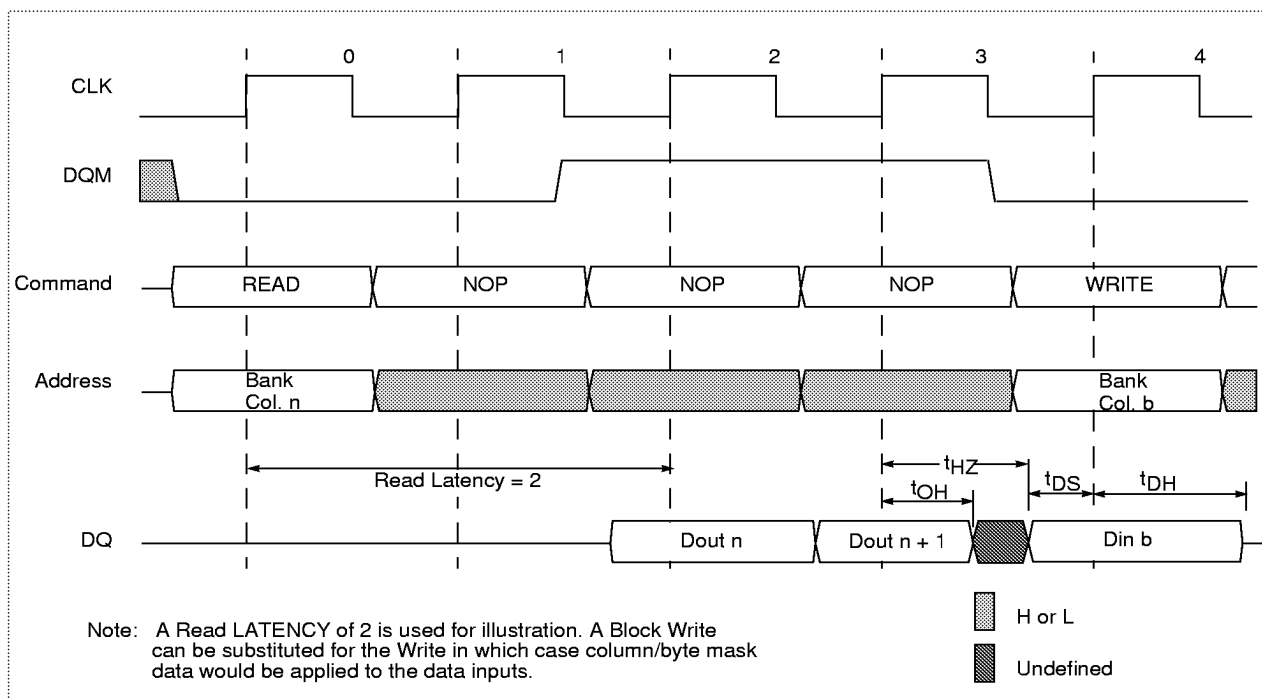 0 1 2 3 4
CLK
DQM
Command READ NOP NOP NOP WRITE
Address Bank Bank
Col. n Col. b
tHZ
Read Latency = 2 tOH tDS tDH
DQ Dout n Dout n + 1 Din b
Note: A Read LATENCY of 2 is used for illustration. A Block Write
can be substituted for the Write in which case column/byte mask
data would be applied to the data inputs.
H or L
Undefined